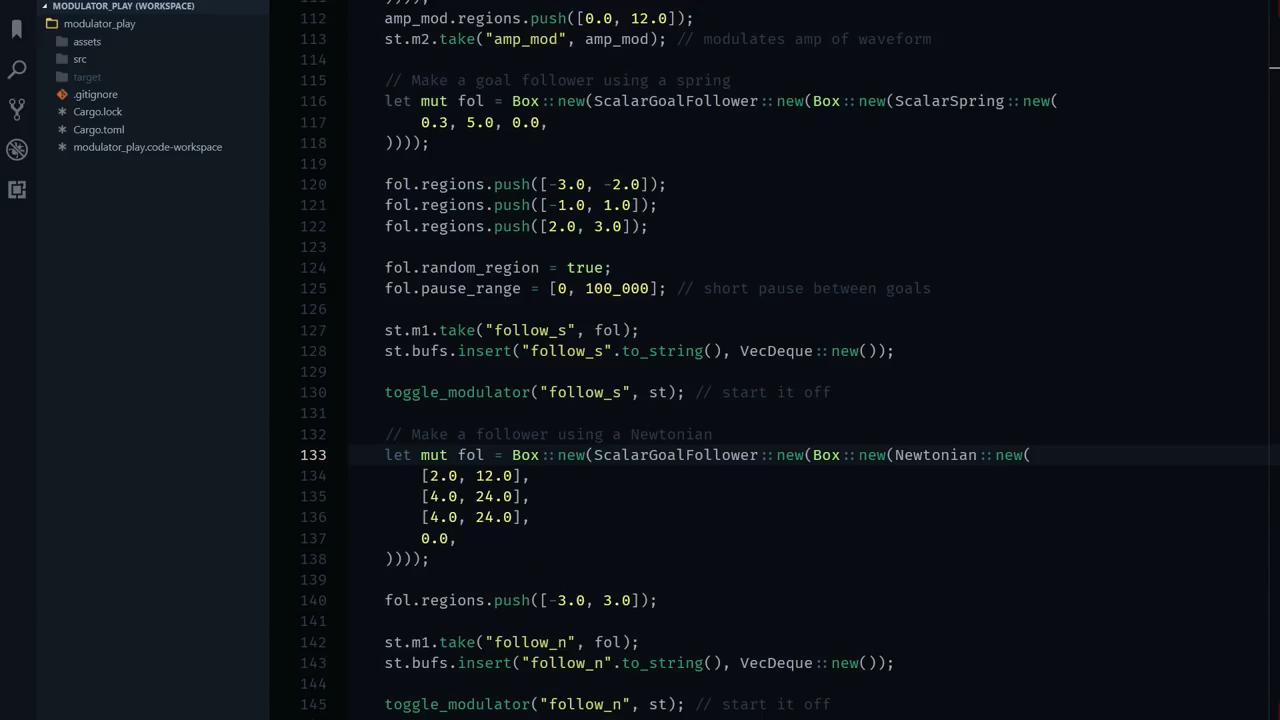 MODULATOR_PLAY (WORKSPACE)
modulator_play
assets
src
target
.gitignore
Cargo.lock
Cargo.toml
modulator_play.code-workspace
112 amp_mod.regions.push([0.0, 12.0]);
113 st.m2.take("amp_mod", amp_mod); // modulates amp of waveform
114
115 // Make a goal follower using a spring
116 let mut fol = Box::new(ScalarGoalFollower::new(Box::new(ScalarSpring::new(
117 0.3, 5.0, 0.0,
118 ))));
119
120 fol.regions.push([-3.0, -2.0]);
121 fol.regions.push([-1.0, 1.0]);
122 fol.regions.push([2.0, 3.0]);
123
124 fol.random_region = true;
125 fol.pause_range = [0, 100_000]; // short pause between goals
126
127 st.m1.take("follow_s", fol);
128 st.bufs.insert("follow_s".to_string(), VecDeque::new());
129
130 toggle_modulator("follow_s", st); // start it off
131
132 // Make a follower using a Newtonian
133 let mut fol = Box::new(ScalarGoalFollower::new(Box::new(Newtonian::new(
134 [2.0, 12.0],
135 [4.0, 24.0],
136 [4.0, 24.0],
137 0.0,
138 ))));
139
140 fol.regions.push([-3.0, 3.0]);
141
142 st.m1.take("follow_n", fol);
143 st.bufs.insert("follow_n".to_string(), VecDeque::new());
144
145 toggle_modulator("follow_n", st); // start it off